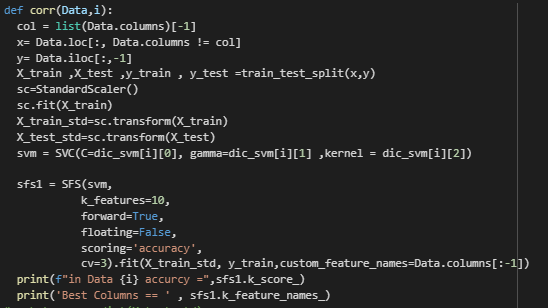 def corr(Data,i):
  col = list(Data.columns)[-1]
  x= Data.loc[:, Data.columns != col]
  y= Data.iloc[:,-1]
  X_train ,X_test ,y_train , y_test =train_test_split(x,y)
  sc=StandardScaler()
  sc.fit(X_train)
  X_train_std=sc.transform(X_train)
  X_test_std=sc.transform(X_test)
  svm = SVC(C=dic_svm[i][0], gamma=dic_svm[i][1] ,kernel = dic_svm[i][2])

  sfs1 = SFS(svm,
            k_features=10,
            forward=True,
            floating=False,
            scoring='accuracy',
            cv=3).fit(X_train_std, y_train,custom_feature_names=Data.columns[:-1])
  print(f"in Data {i} accurcy =",sfs1.k_score_)
  print('Best Columns == ' , sfs1.k_feature_names_)